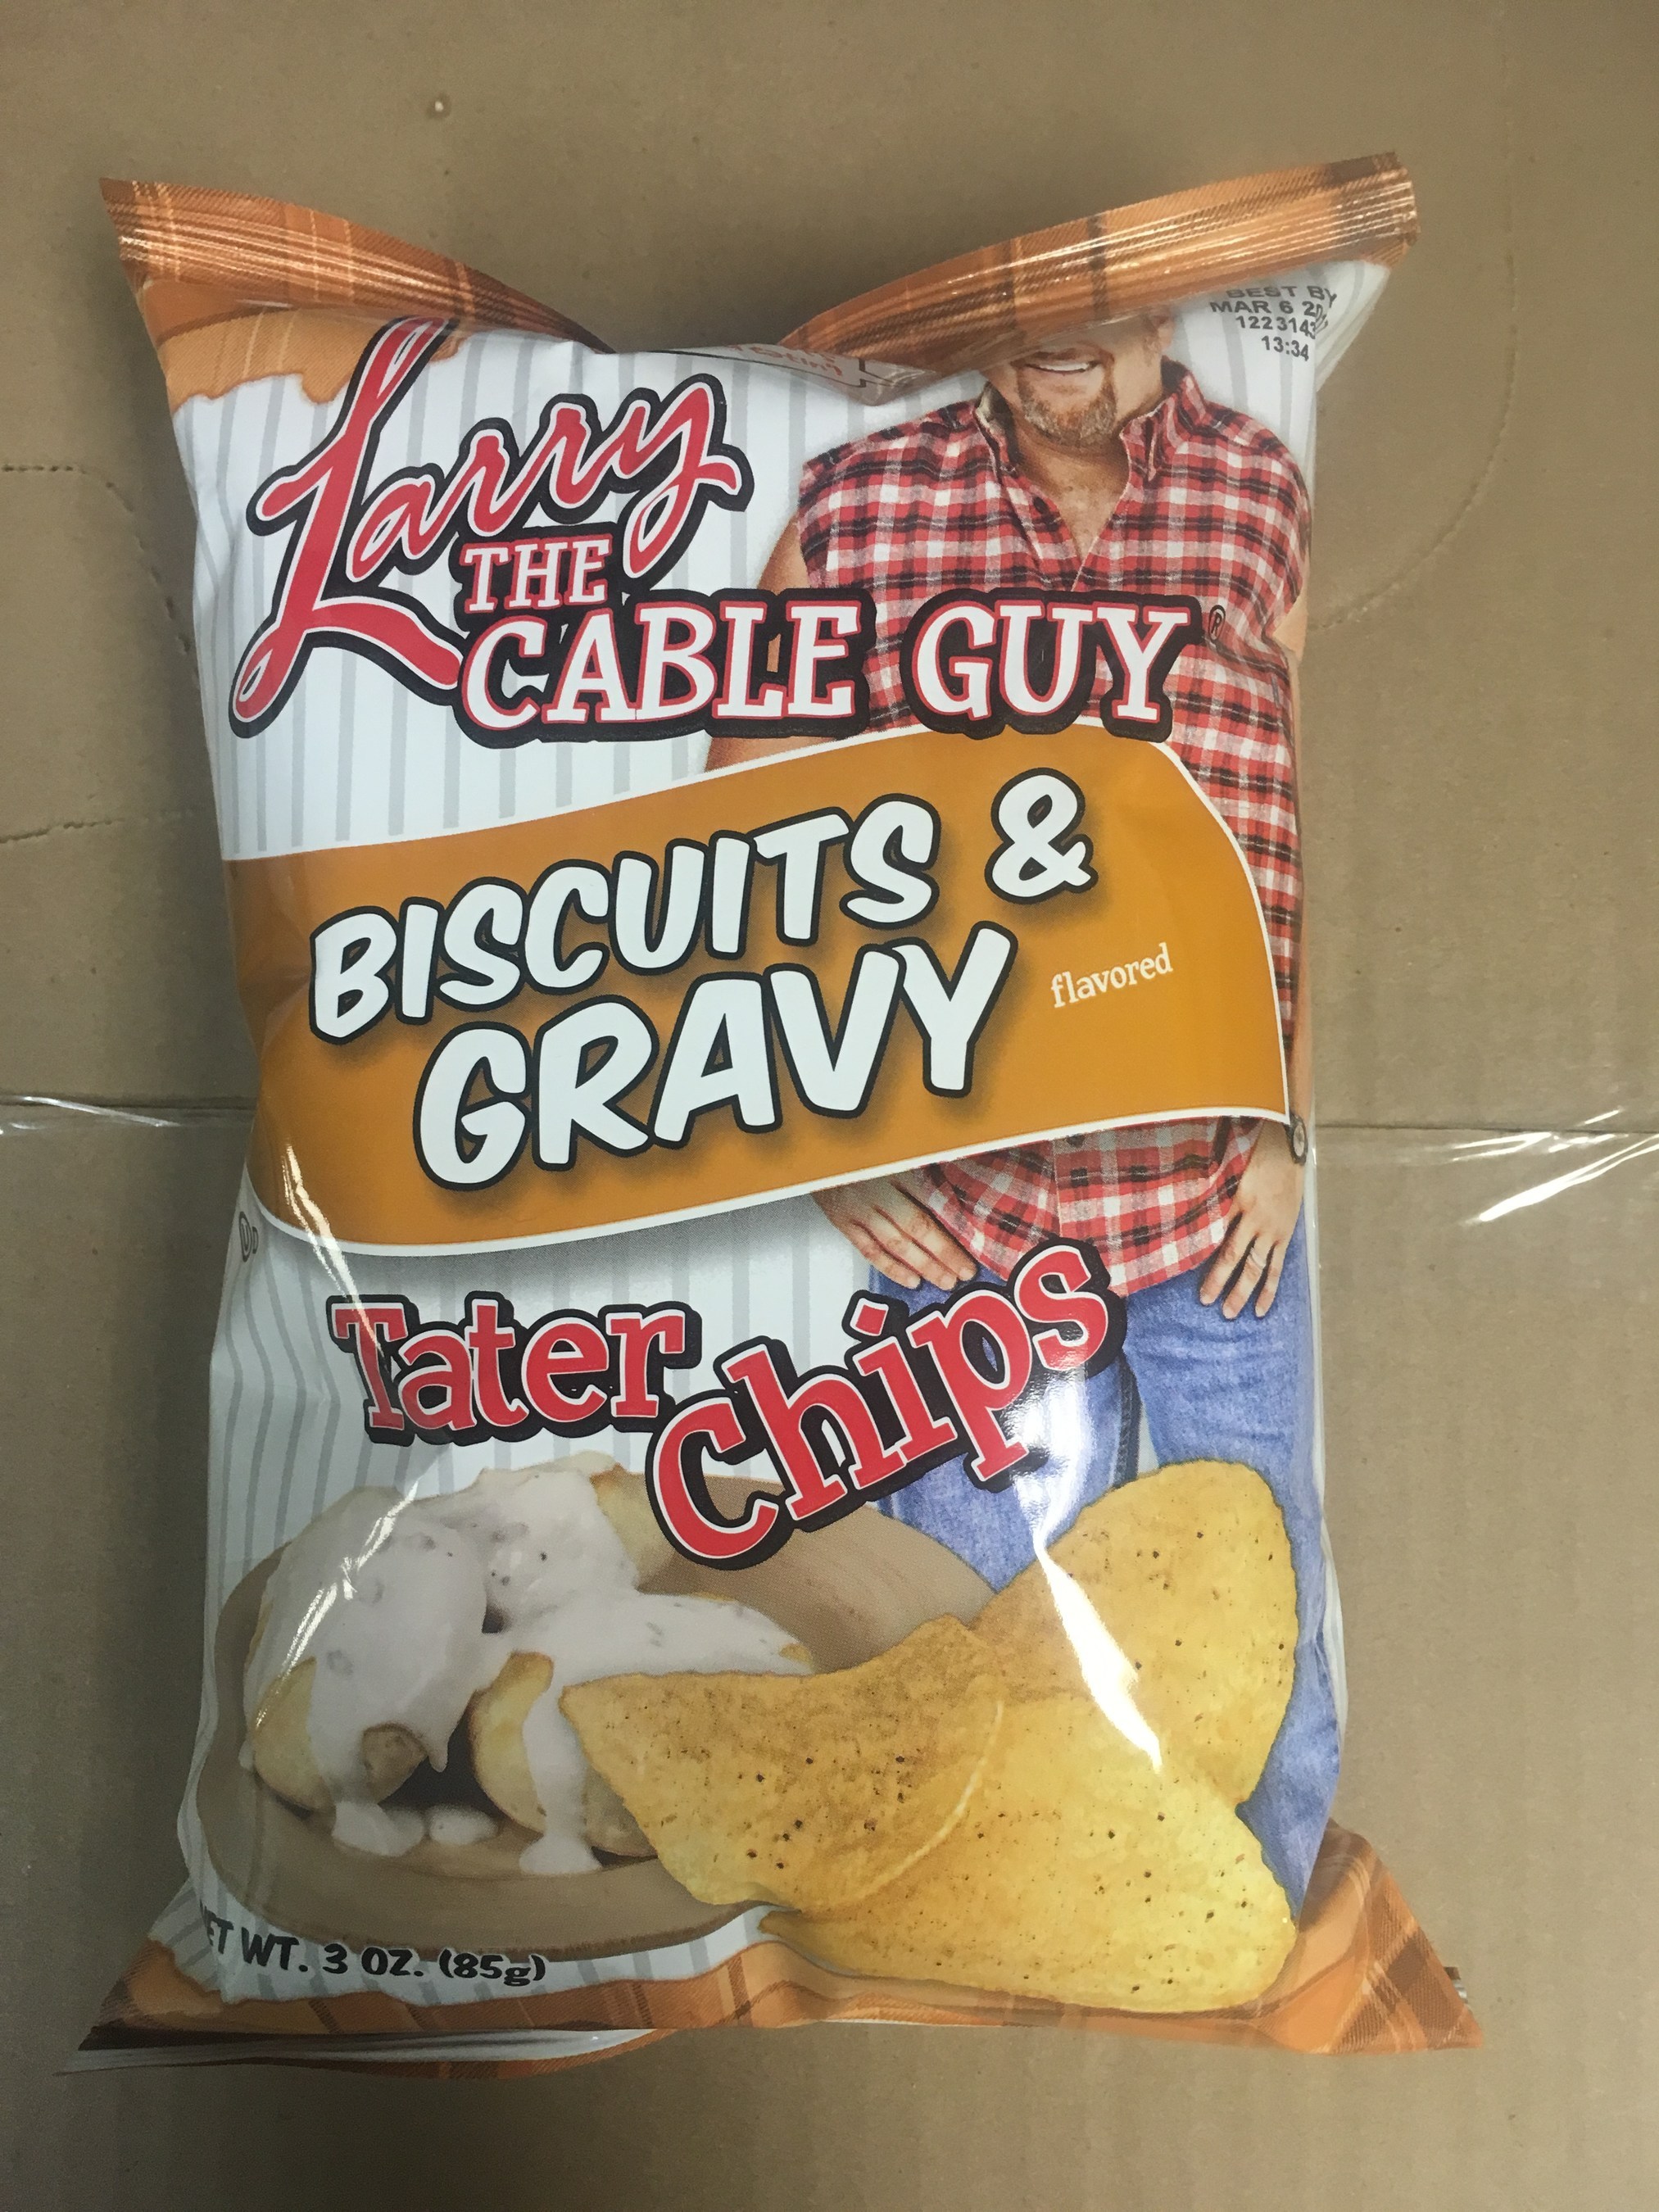 BEST BY
MAR 6
13:34
Larry
THE
CABLE GUY®
BISCUITS &
GRAVY
flavored
Tater
Chips
WT. 3 OZ. (85g)